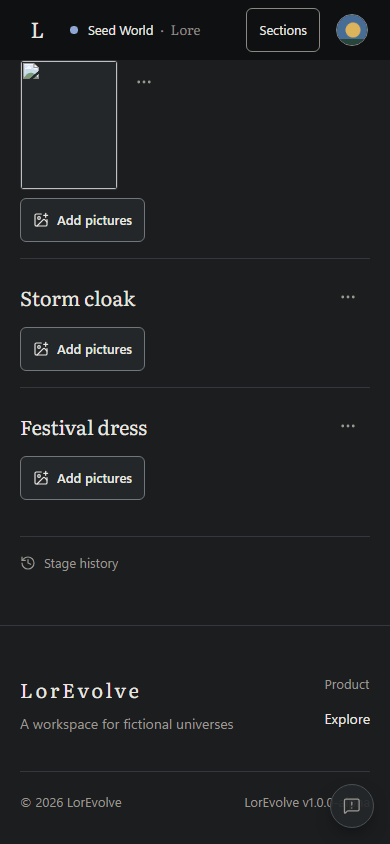 L
Seed World · Lore
Sections
Add pictures
Storm cloak
Add pictures
Festival dress
Add pictures
Stage history
LorEvolve
Product
A workspace for fictional universes
Explore
© 2026 LorEvolve
LorEvolve v1.0.0